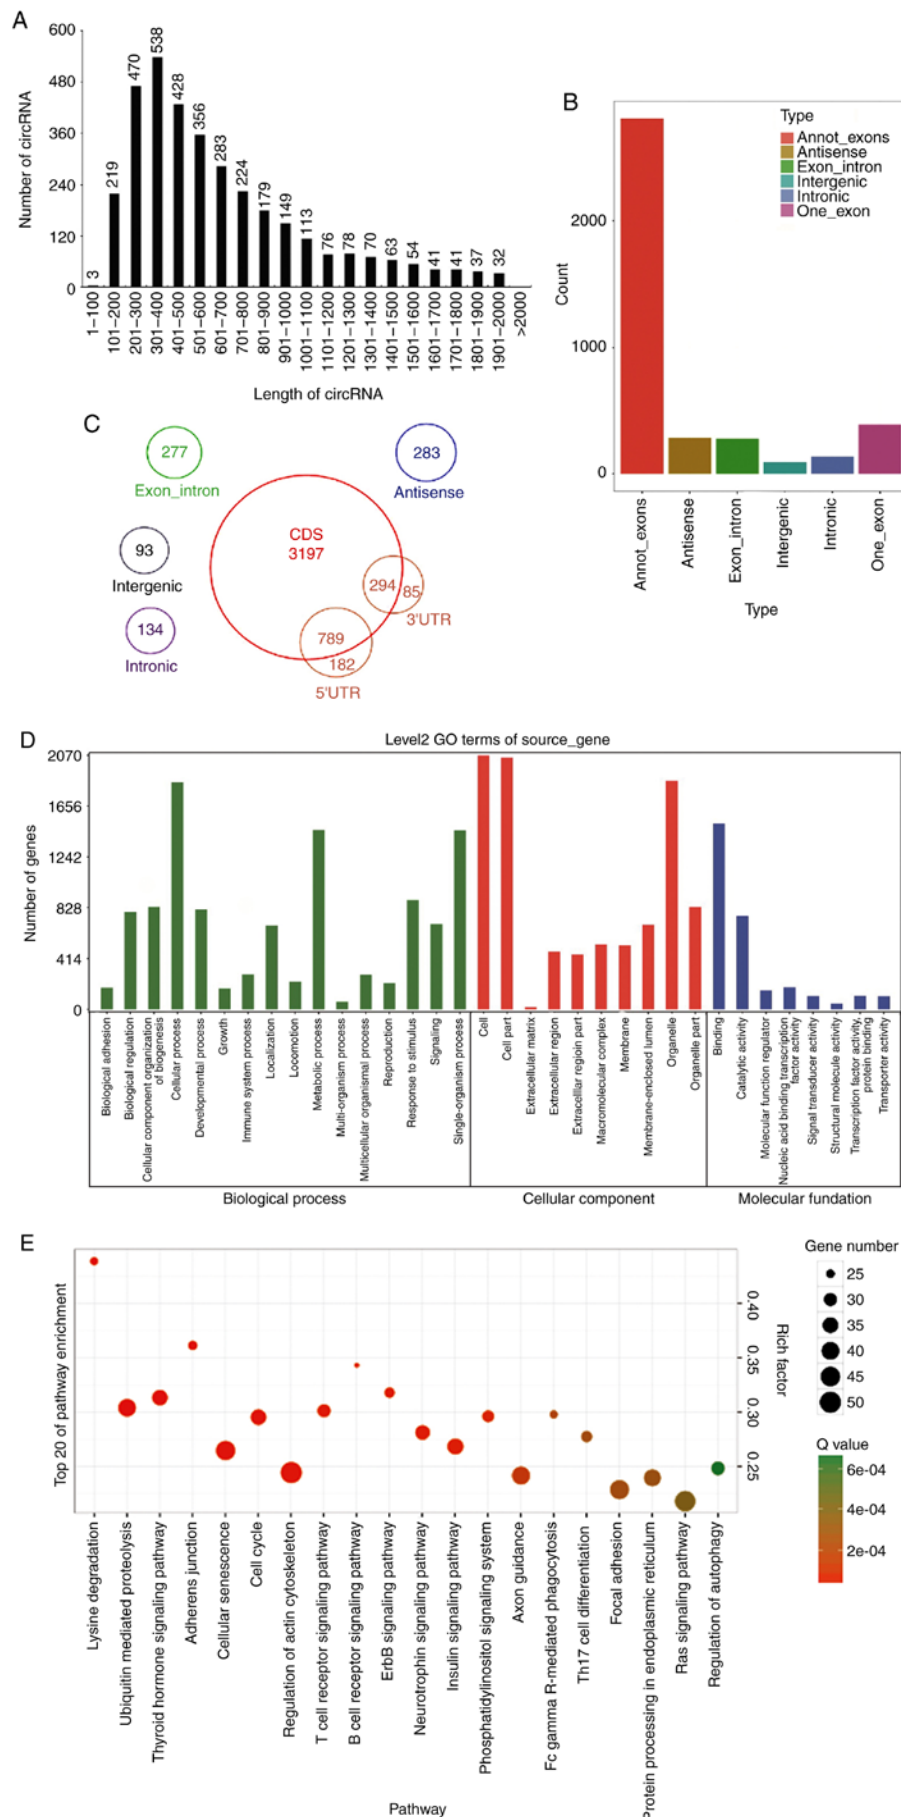 A
600
480
360
240
120
0
Number of circRNA
3
219
470
538
428
356
283
224
179
149
113
76
78
70
63
54
41
41
37
32
1–100
101–200
201–300
301–400
401–500
501–600
601–700
701–800
801–900
901–1000
1001–1100
1101–1200
1201–1300
1301–1400
1401–1500
1501–1600
1601–1700
1701–1800
1801–1900
1901–2000
>2000
Length of circRNA
B
Type
Annot_exons
Antisense
Exon_intron
Intergenic
Intronic
One_exon
2000
1000
0
Count
Annot_exons
Antisense
Exon_intron
Intergenic
Intronic
One_exon
Type
C
277
Exon_intron
283
Antisense
93
Intergenic
134
Intronic
CDS
3197
294
85
3'UTR
789
182
5'UTR
D
Level2 GO terms of source_gene
2070
1656
1242
828
414
0
Number of genes
Biological adhesion
Biological regulation
Cellular component organization
of biogenesis
Cellular process
Developmental process
Growth
Immune system process
Localization
Locomotion
Metabolic process
Multi-organism process
Multicellular organismal process
Reproduction
Response to stimulus
Signaling
Single-organism process
Cell
Cell part
Extracellular matrix
Extracellular region
Extracelllar regioin part
Macromolecular complex
Membrane
Membrane-enclosed lumen
Organelle
Organelle part
Binding
Catalytic activity
Molecular function regulator
Nucleic acid binding transcription
factor activity
Signal transducer activity
Structural molecule activity
Transcription factor activity,
protein binding
Transporter activity
Biological process
Cellular component
Molecular fundation
E
Top 20 of pathway enrichment
0.40
0.35
0.30
0.25
Rich factor
Gene number
25
30
35
40
45
50
Q value
6e-04
4e-04
2e-04
Lysine degradation
Ubiquitin mediated proteolysis
Thyroid hormone signaling pathway
Adherens junction
Cellular senescence
Cell cycle
Regulation of actin cytoskeleton
T cell receptor signaling pathway
B cell receptor signaling pathway
ErbB signaling pathway
Neurotrophin signaling pathway
Insulin signaling pathway
Phosphatidylinositol signaling system
Axon guidance
Fc gamma R-mediated phagocytosis
Th17 cell differentiation
Focal adhesion
Protein processing in endoplasmic reticulum
Ras signaling pathway
Regulation of autophagy
Pathway